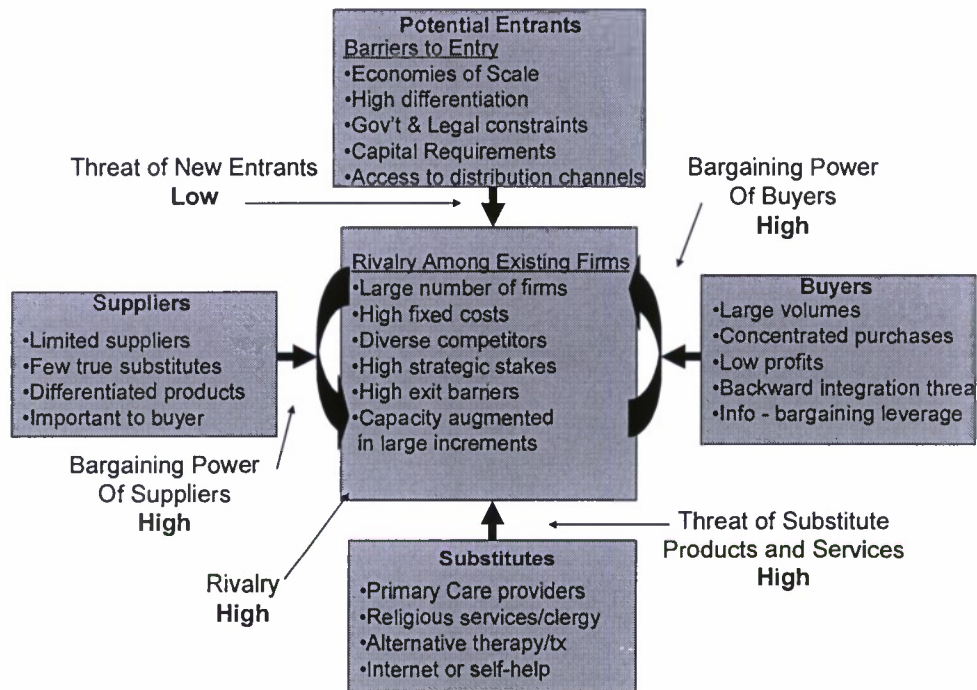 Potential Entrants
Barriers to Entry
•Economies of Scale
•High differentiation
•Gov't & Legal constraints
•Capital Requirements
•Access to distribution channels
Threat of New Entrants
Low
Bargaining Power
Of Buyers
High
Rivalry Among Existing Firms
•Large number of firms
•High fixed costs
•Diverse competitors
•High strategic stakes
•High exit barriers
•Capacity augmented
in large increments
Suppliers
•Limited suppliers
•Few true substitutes
•Differentiated products
•Important to buyer
Buyers
•Large volumes
•Concentrated purchases
•Low profits
•Backward integration threa
•Info - bargaining leverage
Bargaining Power
Of Suppliers
High
Rivalry
High
Threat of Substitute
Products and Services
High
Substitutes
•Primary Care providers
•Religious services/clergy
•Alternative therapy/tx
•Internet or self-help